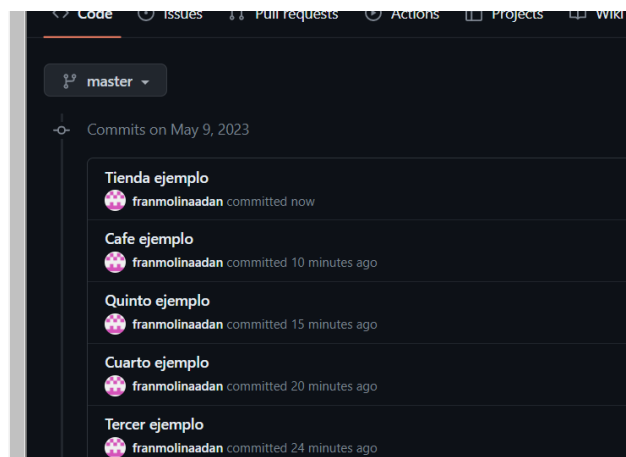 Code Issues Pull requests Actions Projects Wiki
master
Commits on May 9, 2023
Tienda ejemplo
franmolinaadan committed now
Cafe ejemplo
franmolinaadan committed 10 minutes ago
Quinto ejemplo
franmolinaadan committed 15 minutes ago
Cuarto ejemplo
franmolinaadan committed 20 minutes ago
Tercer ejemplo
franmolinaadan committed 24 minutes ago